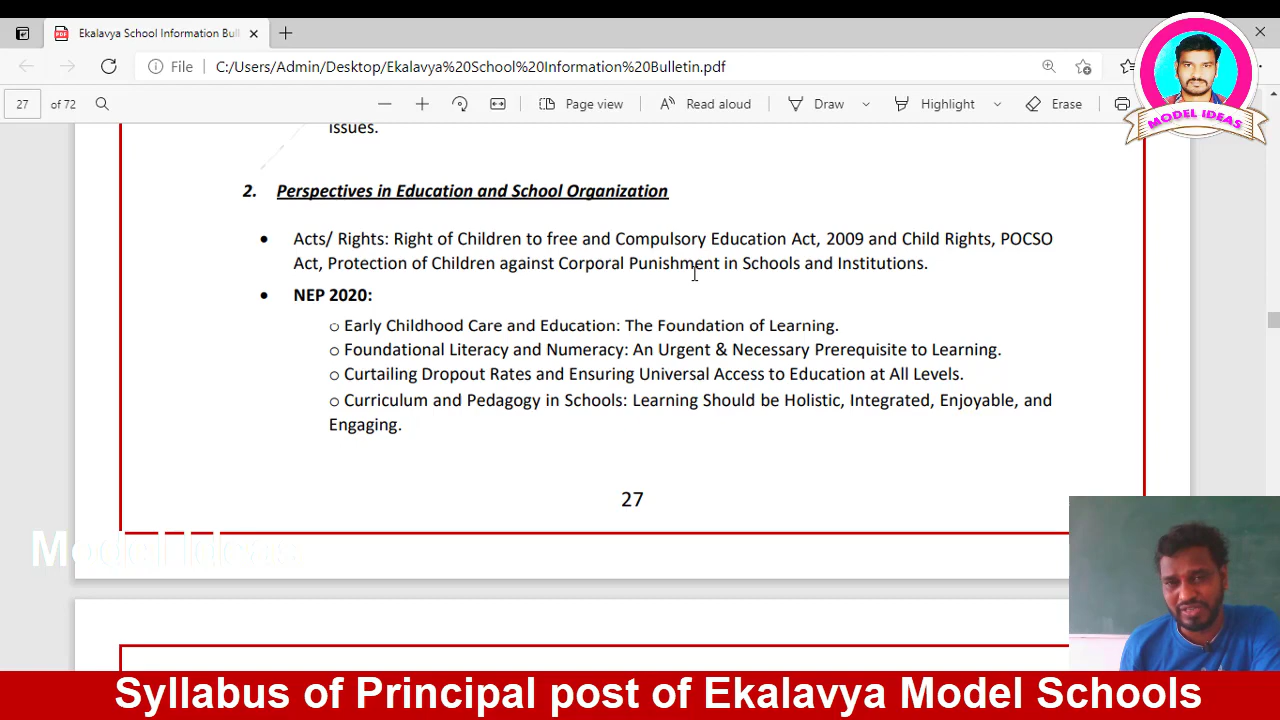 Ekalavya School Information Bull
File
C:/Users/Admin/Desktop/Ekalavya%20School%20Information%20Bulletin.pdf
27 of 72
Page view
Read aloud
Draw
Highlight
Erase
MODEL IDEAS
issues.
2. Perspectives in Education and School Organization
• Acts/ Rights: Right of Children to free and Compulsory Education Act, 2009 and Child Rights, POCSO
Act, Protection of Children against Corporal Punishment in Schools and Institutions.
• NEP 2020:
o Early Childhood Care and Education: The Foundation of Learning.
o Foundational Literacy and Numeracy: An Urgent & Necessary Prerequisite to Learning.
o Curtailing Dropout Rates and Ensuring Universal Access to Education at All Levels.
o Curriculum and Pedagogy in Schools: Learning Should be Holistic, Integrated, Enjoyable, and
Engaging.
27
Model Ideas
Syllabus of Principal post of Ekalavya Model Schools